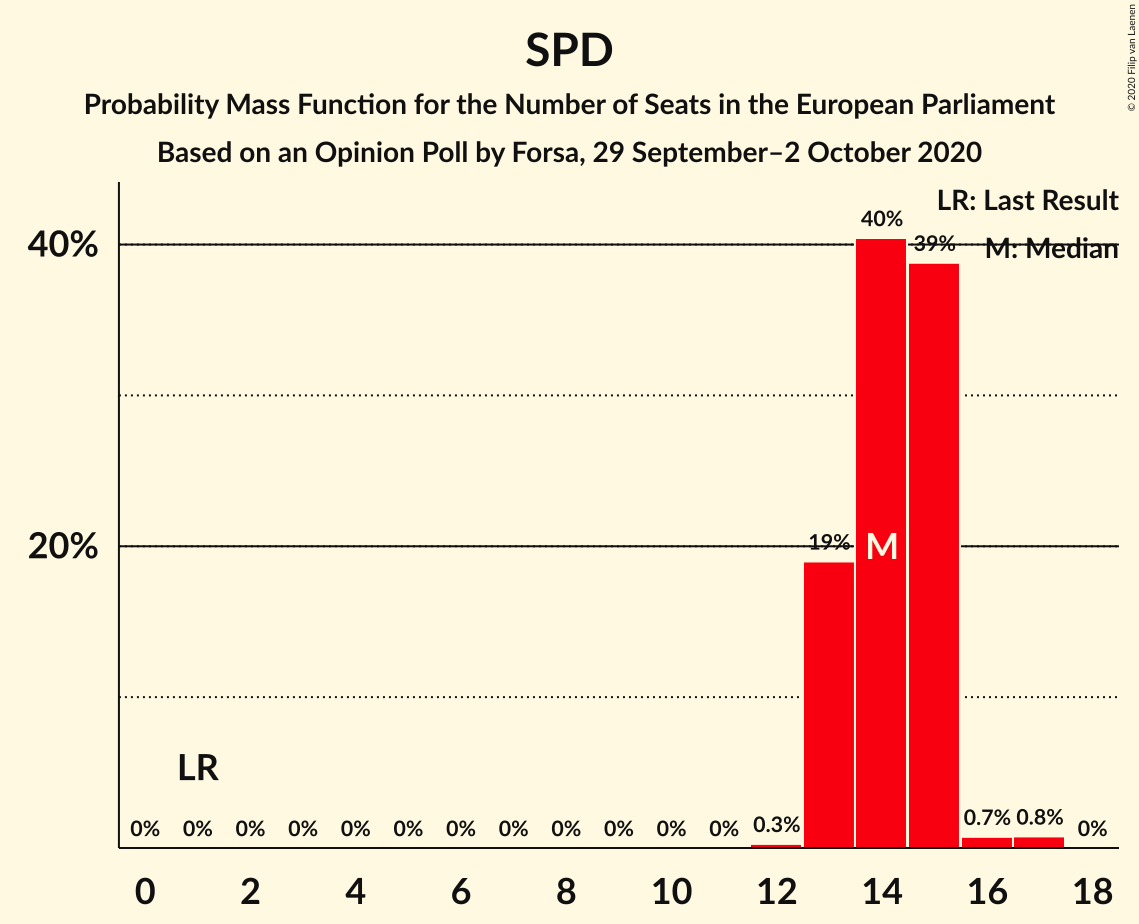 SPD
Probability Mass Function for the Number of Seats in the European Parliament
Based on an Opinion Poll by Forsa, 29 September–2 October 2020
© 2020 Filip van Laenen
LR: Last Result
M: Median
40%
20%
40%
39%
19%
M
LR
0% 0% 0% 0% 0% 0% 0% 0% 0% 0% 0% 0% 0.3% 0.7% 0.8% 0%
0 2 4 6 8 10 12 14 16 18